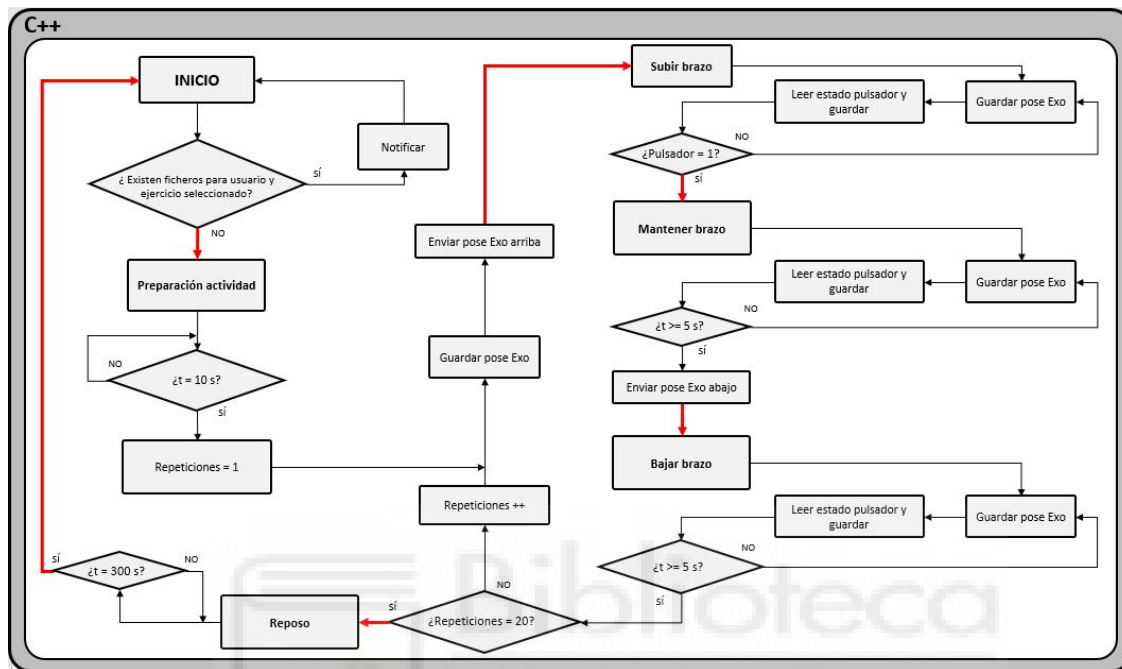 C++
INICIO
¿ Existen ficheros para usuario y
ejercicio seleccionado?
sí
Notificar
NO
Preparación actividad
NO
¿t = 10 s?
sí
Repeticiones = 1
Enviar pose Exo arriba
Guardar pose Exo
Repeticiones ++
NO
¿Repeticiones = 20?
sí
Reposo
¿t = 300 s?
NO
sí
Subir brazo
Guardar pose Exo
Leer estado pulsador y
guardar
¿Pulsador = 1?
NO
sí
Mantener brazo
Guardar pose Exo
Leer estado pulsador y
guardar
¿t >= 5 s?
NO
sí
Enviar pose Exo abajo
Bajar brazo
Guardar pose Exo
Leer estado pulsador y
guardar
¿t >= 5 s?
NO
sí
Biblioteca